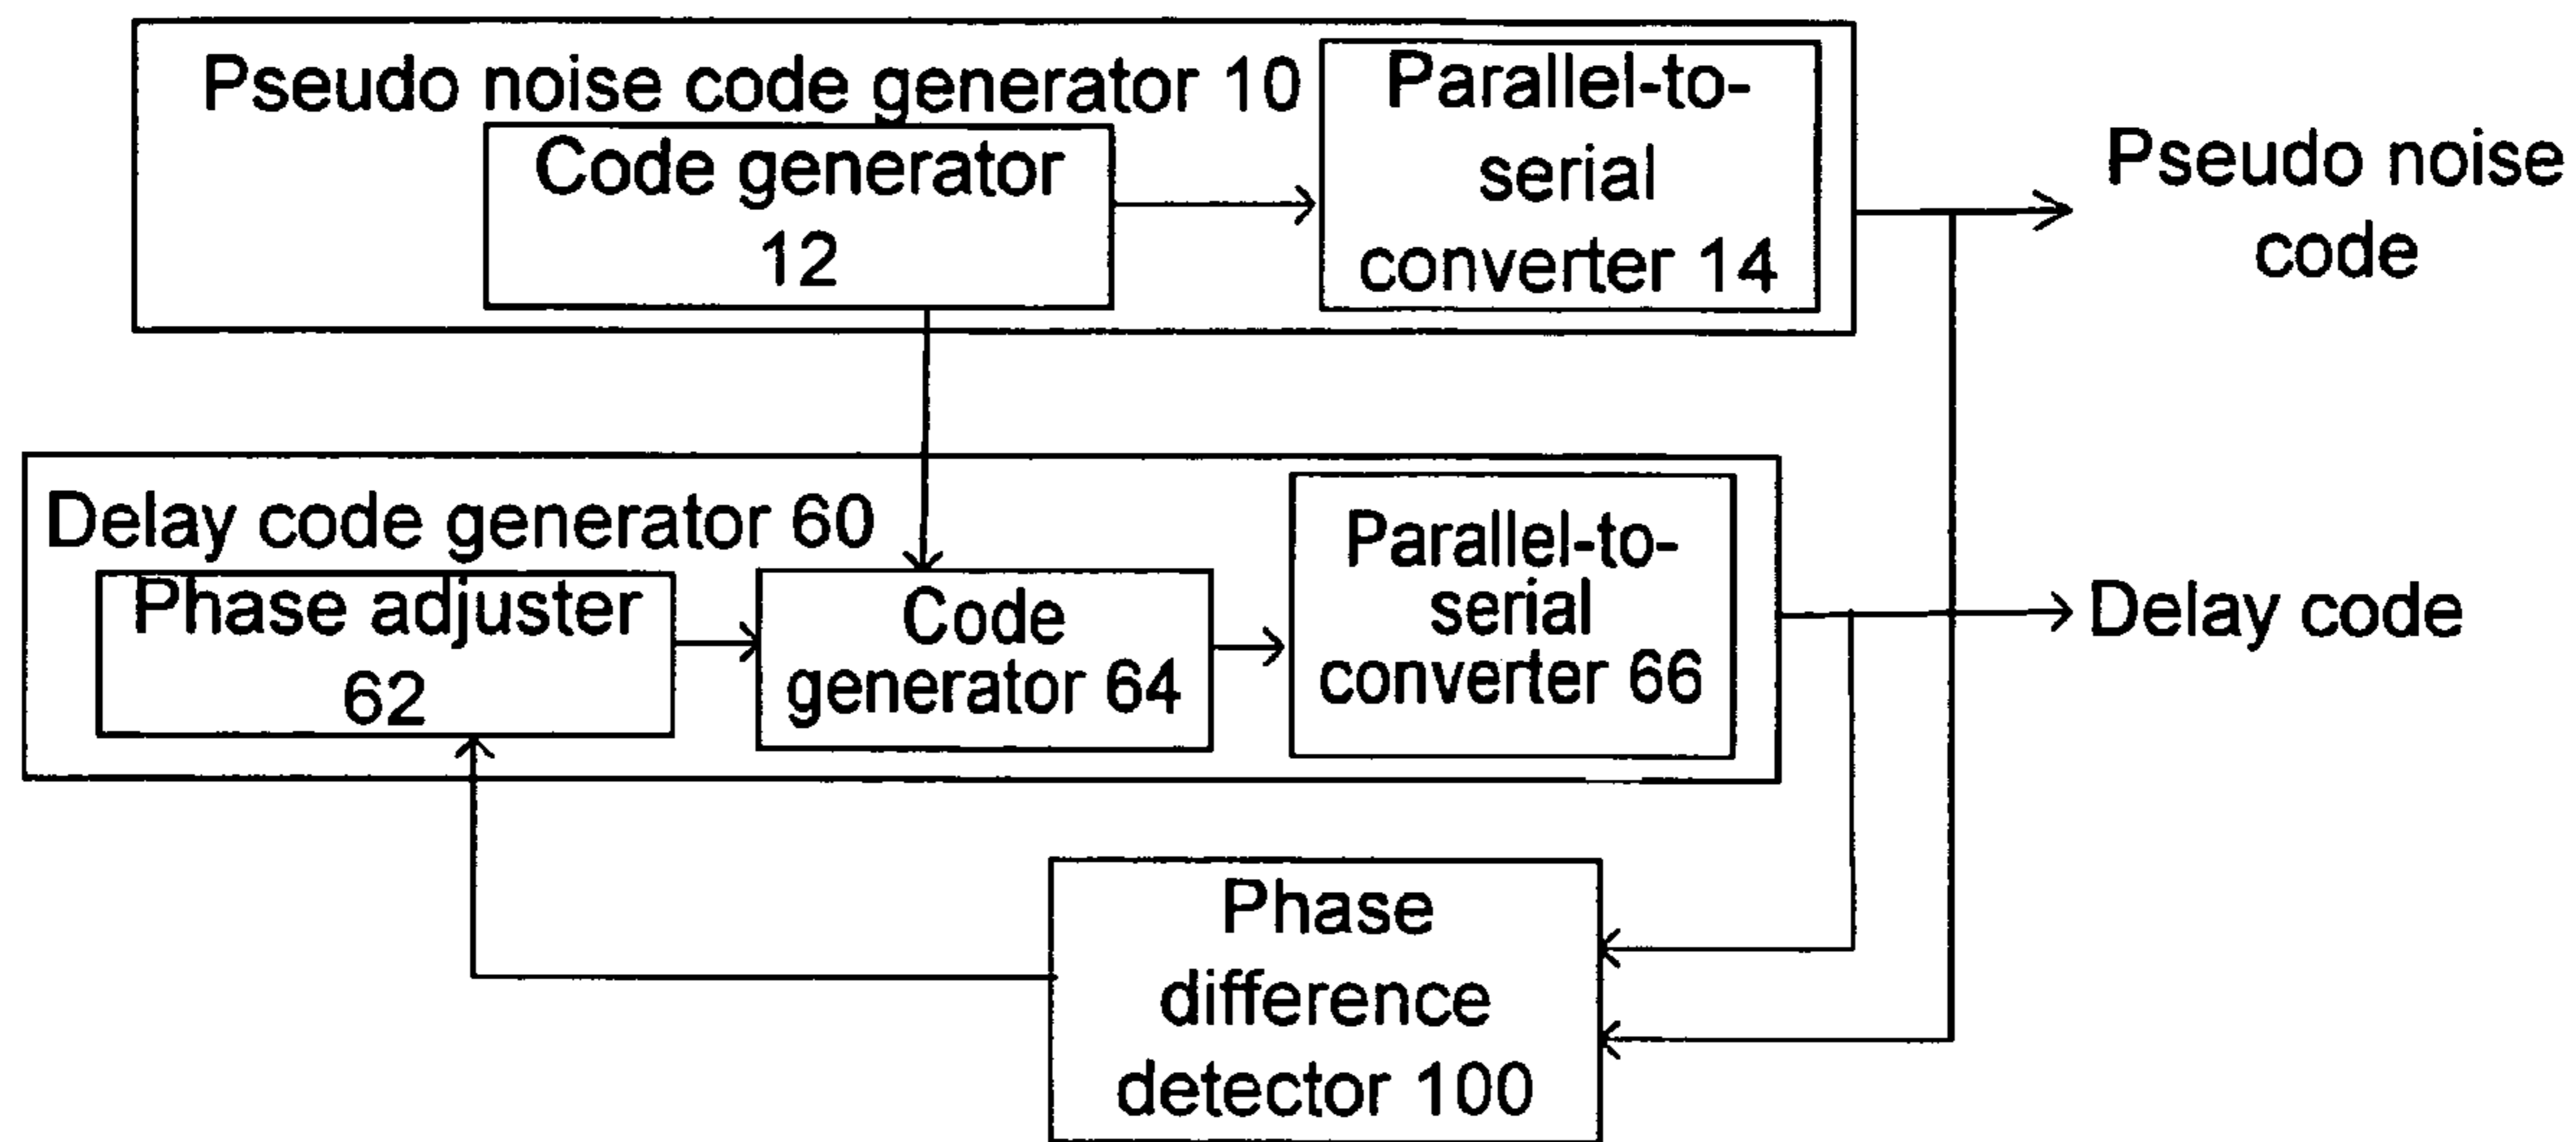 Pseudo noise code generator 10
Code generator
12
Parallel-to-
serial
converter 14
Pseudo noise
code
Delay code generator 60
Phase adjuster
62
Code
generator 64
Parallel-to-
serial
converter 66
Delay code
Phase
difference
detector 100